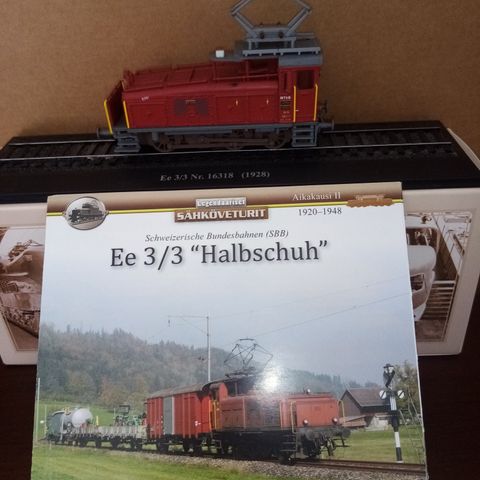 Ee 3/3 Nr. 16318 (1928)
Legendaariset
SÄHKÖVETURIT
Aikakausi II
1920–1948
Schweizerische Bundesbahnen (SBB)
Ee 3/3 “Halbschuh”